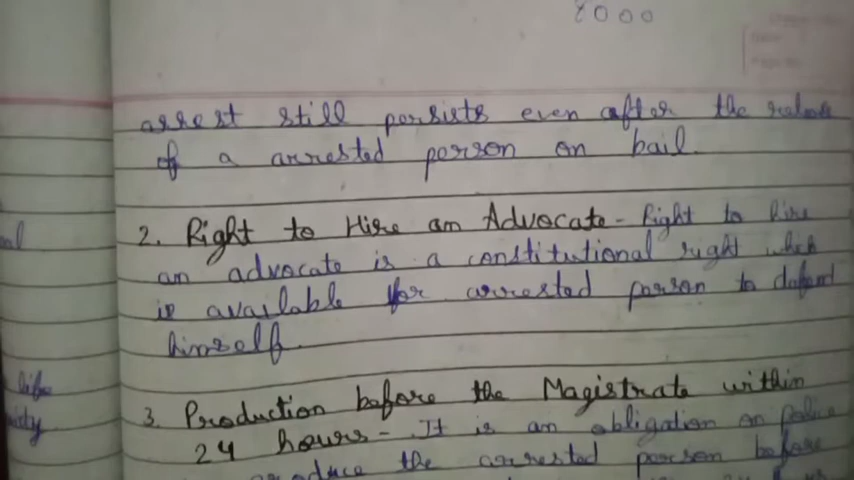 8000
arrest still persists even after the release
of a arrested person on bail.
2. Right to Hire an Advocate - Right to hire
an advocate is a constitutional right which
is available for arrested person to defend
himself.
3. Production before the Magistrate within
24 hours - It is an obligation on police
produce the arrested person before
life